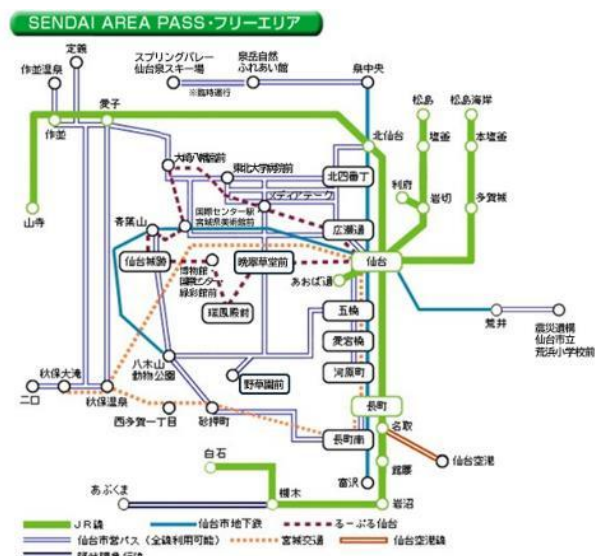 SENDAI AREA PASS・フリーエリア
定義
作並温泉
スプリングバレー
仙台泉スキー場
泉岳自然
ふれあい館
泉中央
※臨時運行
愛子
作並
松島
松島海岸
北仙台
塩釜
本塩釜
大崎八幡宮前
東北大学病院前
北四番丁
メディアテーク
利府
岩切
多賀城
山寺
青葉山
国際センター駅
宮城県美術館前
広瀬通
仙台
仙台城跡
博物館
国際センター
緑彩館前
晩翠草堂前
あおば通
瑞鳳殿前
五橋
愛宕橋
河原町
荒井
震災遺構
仙台市立
荒浜小学校前
八木山
動物公園
野草園前
秋保大滝
二口
秋保温泉
西多賀一丁目
砂押町
長町
長町南
名取
仙台空港
白石
館腰
富沢
あぶくま
槻木
岩沼
JR線
仙台市地下鉄
るーぷる仙台
仙台市営バス（全線利用可能）
宮城交通
仙台空港線